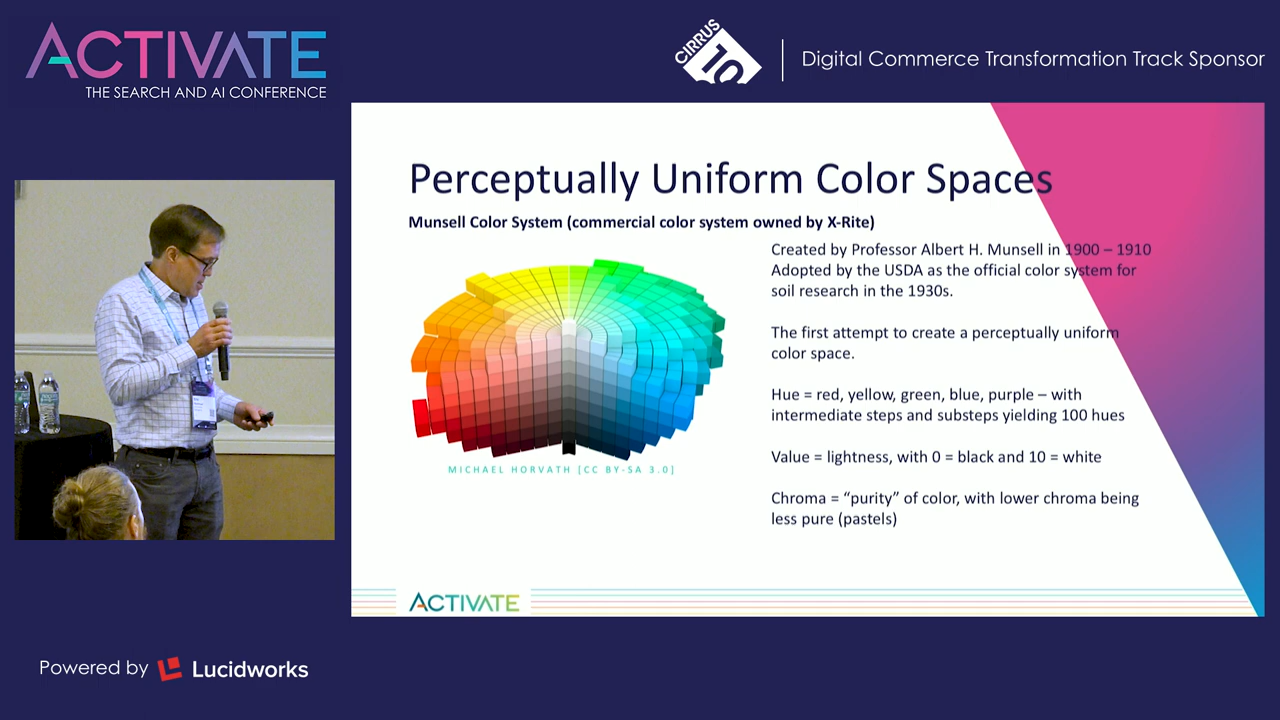 ACTIVATE
THE SEARCH AND AI CONFERENCE
CIRRUS
10
Digital Commerce Transformation Track Sponsor
Perceptually Uniform Color Spaces
Munsell Color System (commercial color system owned by X-Rite)
Created by Professor Albert H. Munsell in 1900 – 1910
Adopted by the USDA as the official color system for
soil research in the 1930s.
The first attempt to create a perceptually uniform
color space.
Hue = red, yellow, green, blue, purple – with
intermediate steps and substeps yielding 100 hues
Value = lightness, with 0 = black and 10 = white
Chroma = “purity” of color, with lower chroma being
less pure (pastels)
MICHAEL HORVATH [CC BY-SA 3.0]
ACTIVATE
Powered by Lucidworks